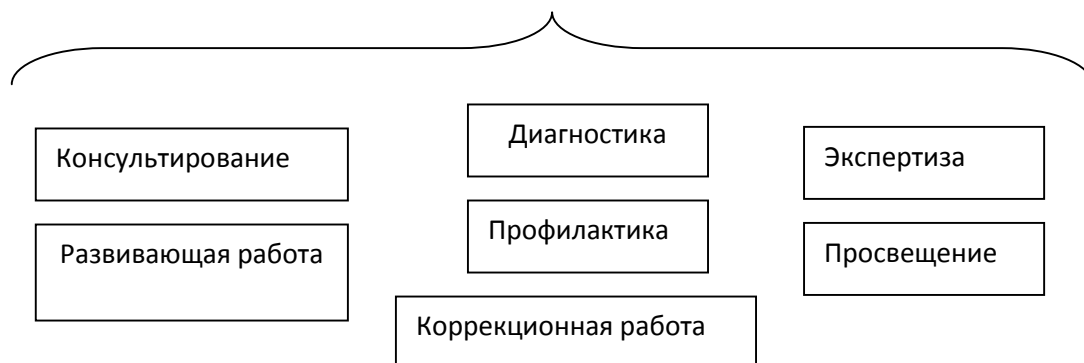 Консультирование
Диагностика
Экспертиза
Развивающая работа
Профилактика
Просвещение
Коррекционная работа